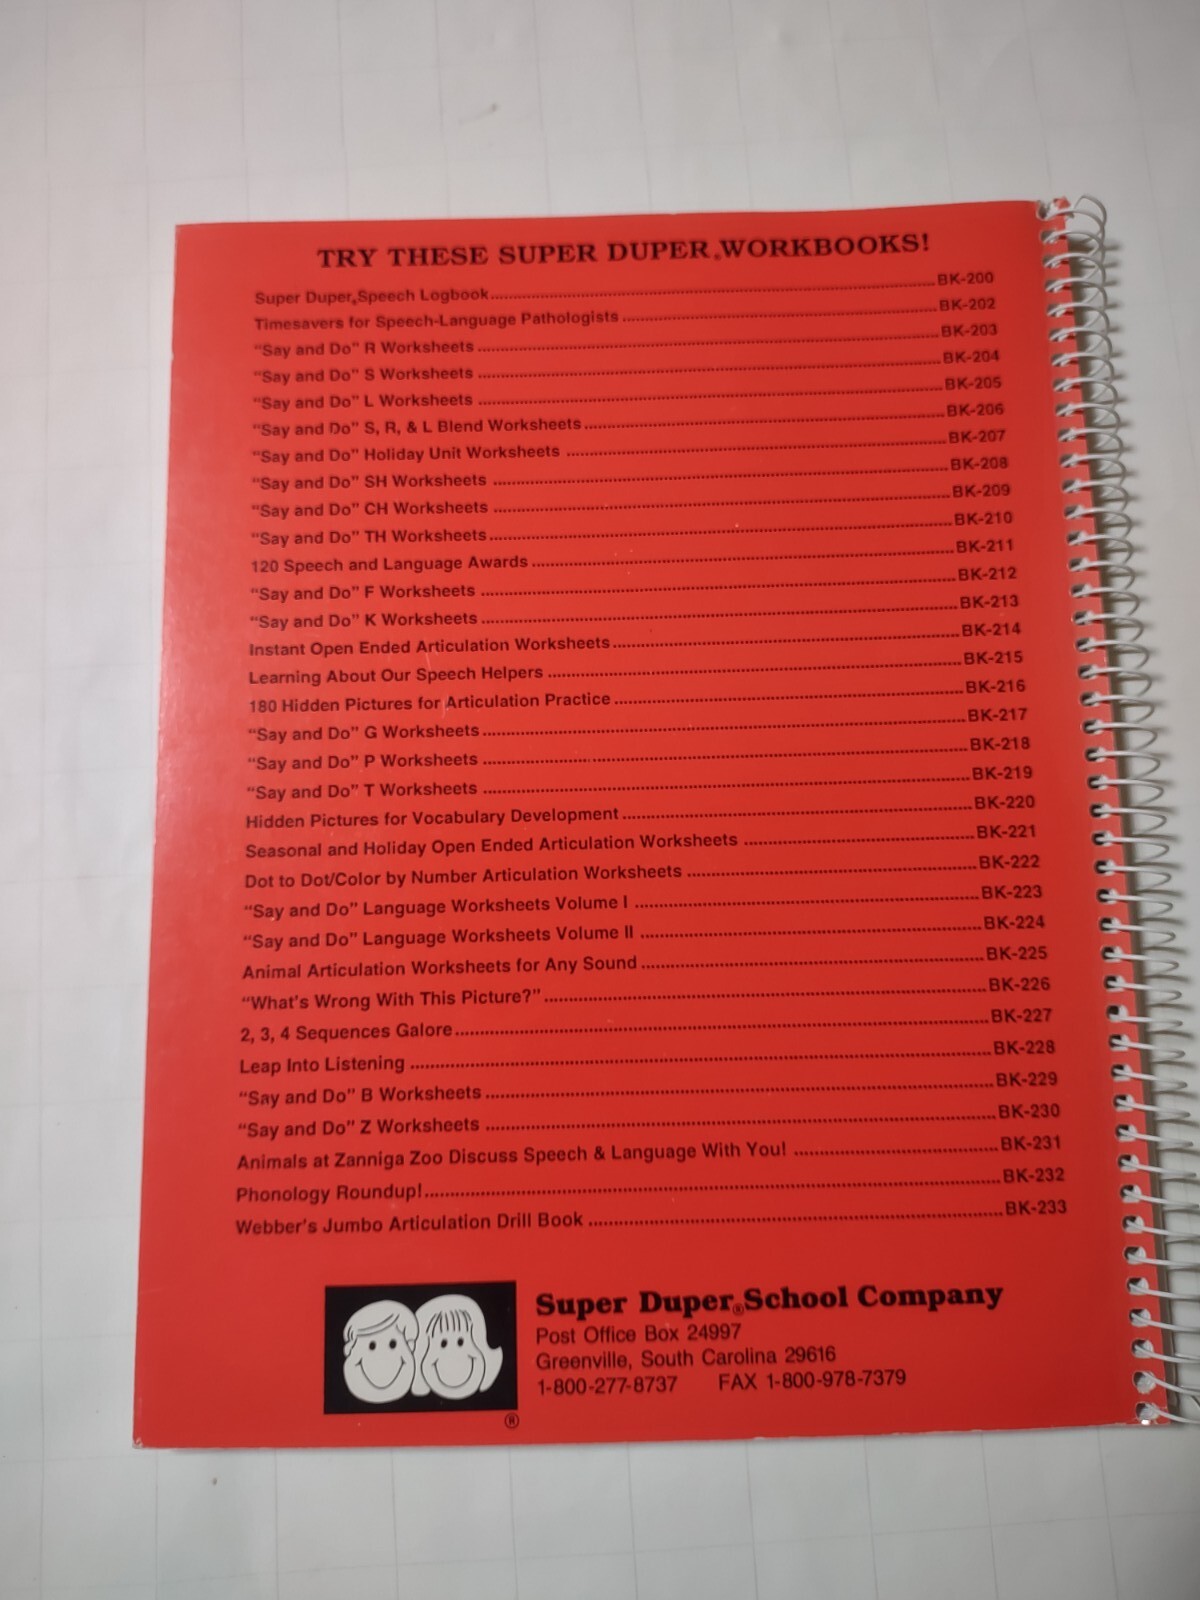 TRY THESE SUPER DUPER® WORKBOOKS!
Super Duper® Speech Logbook..........BK-200
Timesavers for Speech-Language Pathologists..........BK-202
"Say and Do" R Worksheets..........BK-203
"Say and Do" S Worksheets..........BK-204
"Say and Do" L Worksheets..........BK-205
"Say and Do" S, R, & L Blend Worksheets..........BK-206
"Say and Do" Holiday Unit Worksheets..........BK-207
"Say and Do" SH Worksheets..........BK-208
"Say and Do" CH Worksheets..........BK-209
"Say and Do" TH Worksheets..........BK-210
120 Speech and Language Awards..........BK-211
"Say and Do" F Worksheets..........BK-212
"Say and Do" K Worksheets..........BK-213
Instant Open Ended Articulation Worksheets..........BK-214
Learning About Our Speech Helpers..........BK-215
180 Hidden Pictures for Articulation Practice..........BK-216
"Say and Do" G Worksheets..........BK-217
"Say and Do" P Worksheets..........BK-218
"Say and Do" T Worksheets..........BK-219
Hidden Pictures for Vocabulary Development..........BK-220
Seasonal and Holiday Open Ended Articulation Worksheets..........BK-221
Dot to Dot/Color by Number Articulation Worksheets..........BK-222
"Say and Do" Language Worksheets Volume I..........BK-223
"Say and Do" Language Worksheets Volume II..........BK-224
Animal Articulation Worksheets for Any Sound..........BK-225
"What's Wrong With This Picture?"..........BK-226
2, 3, 4 Sequences Galore..........BK-227
Leap Into Listening..........BK-228
"Say and Do" B Worksheets..........BK-229
"Say and Do" Z Worksheets..........BK-230
Animals at Zanniga Zoo Discuss Speech & Language With You!..........BK-231
Phonology Roundup!..........BK-232
Webber's Jumbo Articulation Drill Book..........BK-233
Super Duper® School Company
Post Office Box 24997
Greenville, South Carolina 29616
1-800-277-8737 FAX 1-800-978-7379
®